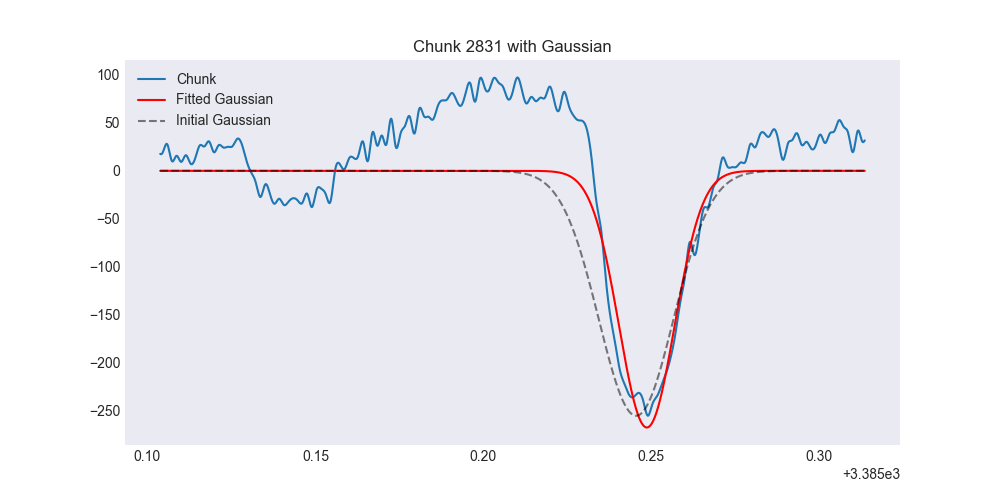 Chunk 2831 with Gaussian
Chunk
Fitted Gaussian
Initial Gaussian
100
50
0
−50
−100
−150
−200
−250
0.10 0.15 0.20 0.25 0.30
+3.385e3